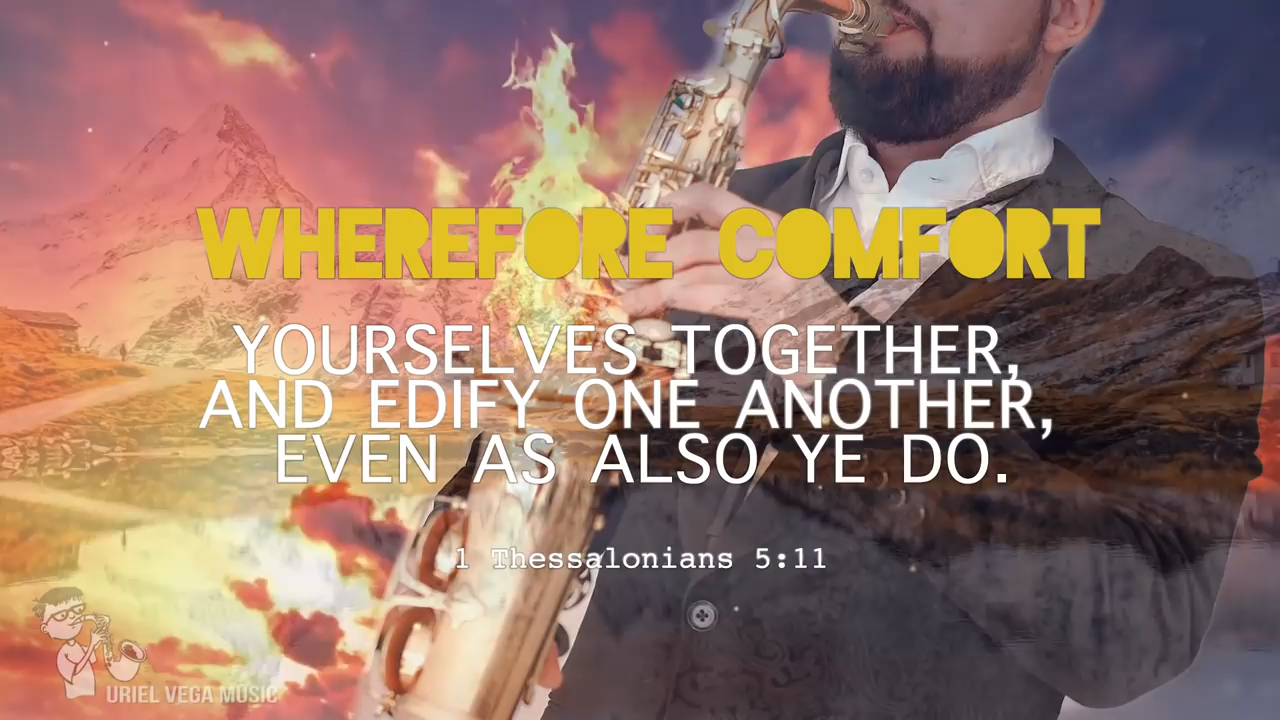 WHEREFORE COMFORT
YOURSELVES TOGETHER,
AND EDIFY ONE ANOTHER,
EVEN AS ALSO YE DO.
1 Thessalonians 5:11
URIEL VEGA MUSIC